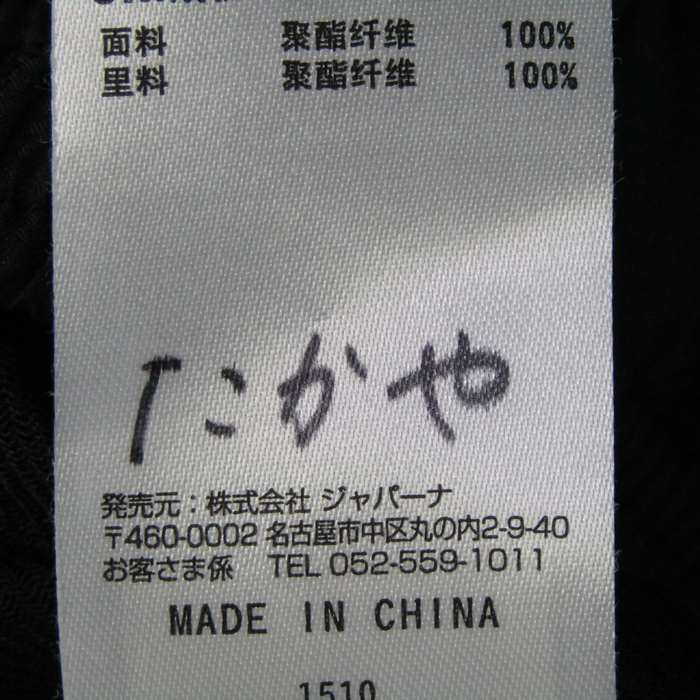 面料 聚酯纤维 100%
里料 聚酯纤维 100%
たかや
発売元：株式会社 ジャパーナ
〒460-0002 名古屋市中区丸の内2-9-40
お客さま係 TEL 052-559-1011
MADE IN CHINA
1510